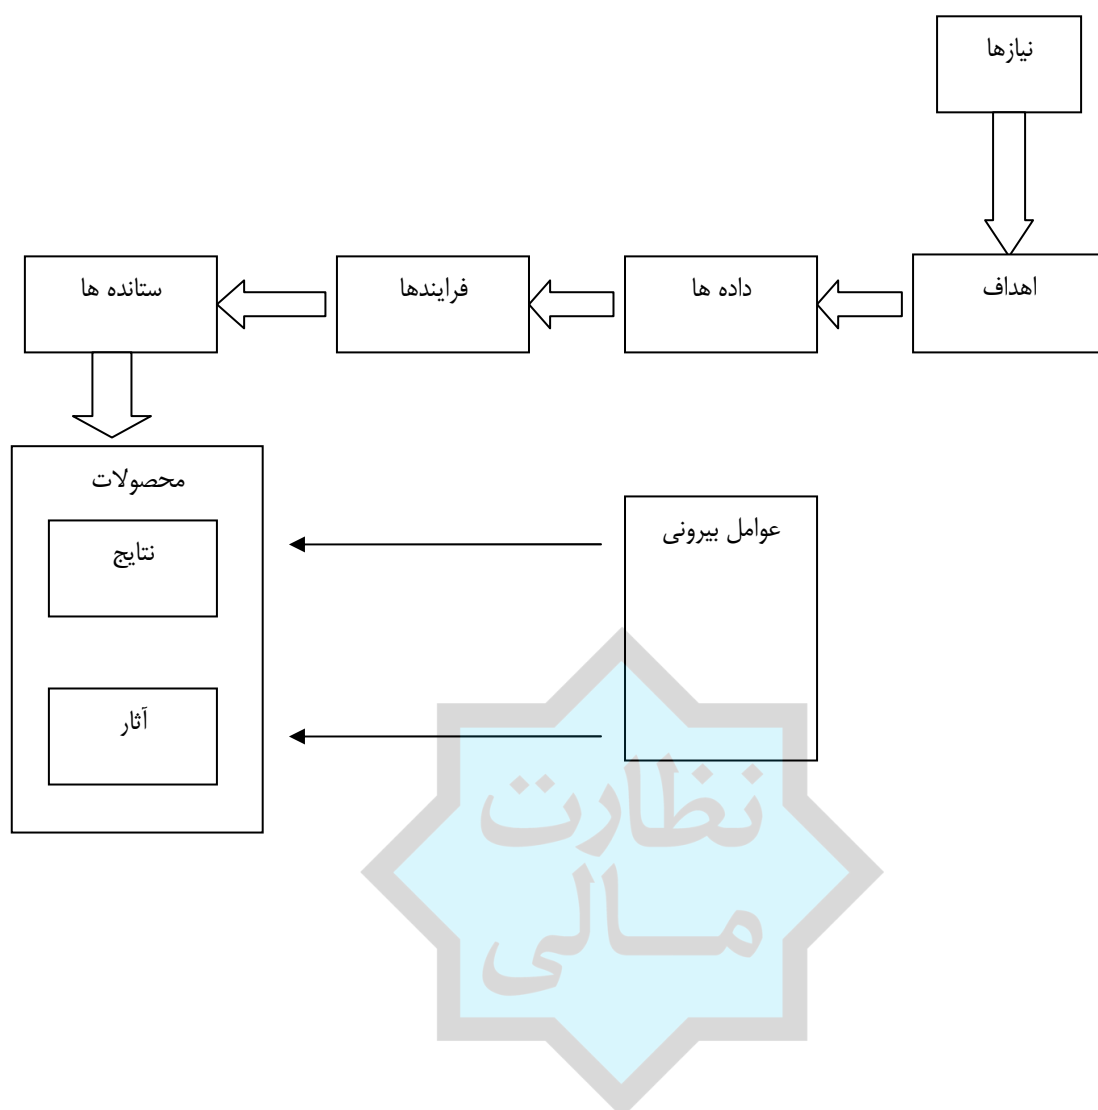 نیازها
اهداف
داده ها
فرایندها
ستانده ها
محصولات
نتایج
آثار
عوامل بیرونی
نظارت
مالی